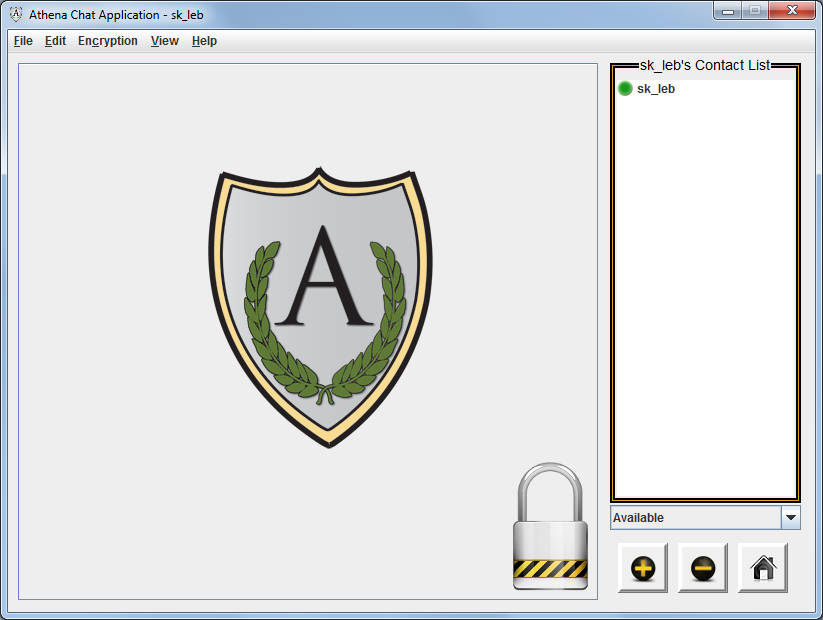 Athena Chat Application - sk_leb
File Edit Encryption View Help
sk_leb's Contact List
sk_leb
A
Available